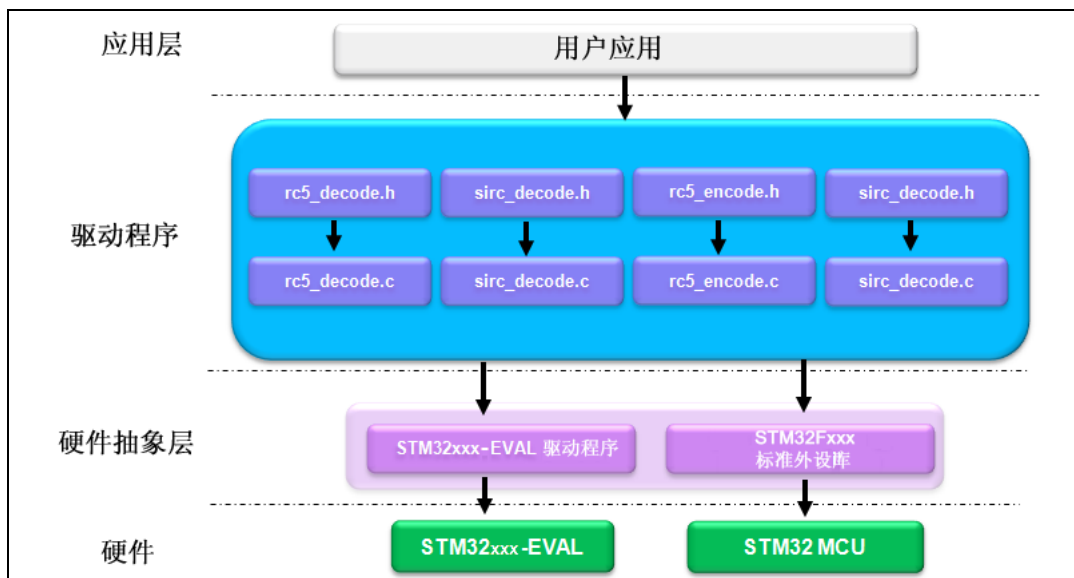 应用层
用户应用
驱动程序
rc5_decode.h
sirc_decode.h
rc5_encode.h
sirc_decode.h
rc5_decode.c
sirc_decode.c
rc5_encode.c
sirc_decode.c
硬件抽象层
STM32xxx-EVAL 驱动程序
STM32Fxxx
标准外设库
硬件
STM32xxx-EVAL
STM32 MCU